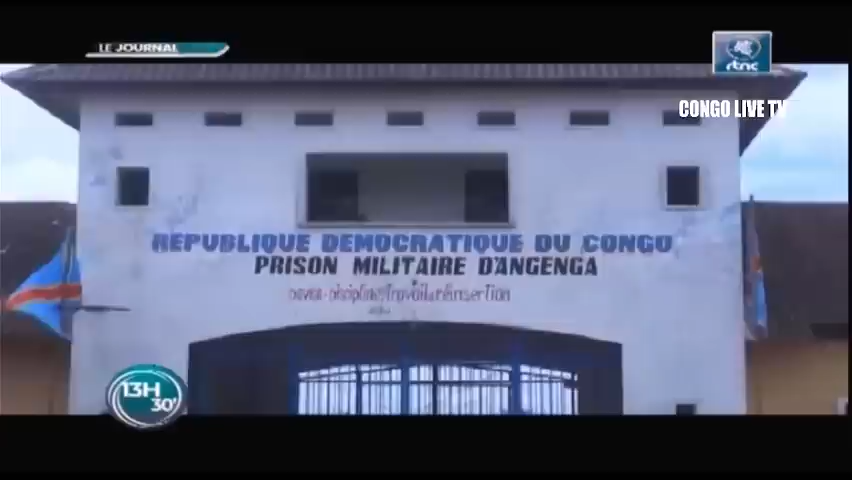 LE JOURNAL
rtnc
CONGO LIVE TV
REPUBLIQUE DEMOCRATIQUE DU CONGO
PRISON MILITAIRE D'ANGENGA
13H
30'